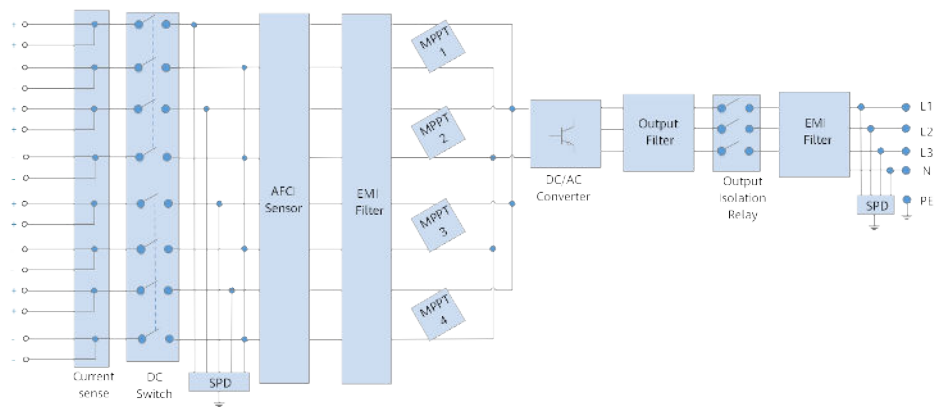 MPPT
1
MPPT
2
MPPT
3
MPPT
4
AFCI
Sensor
EMI
Filter
DC/AC
Converter
Output
Filter
Output
Isolation
Relay
EMI
Filter
L1
L2
L3
N
PE
SPD
Current
sense
DC
Switch
SPD